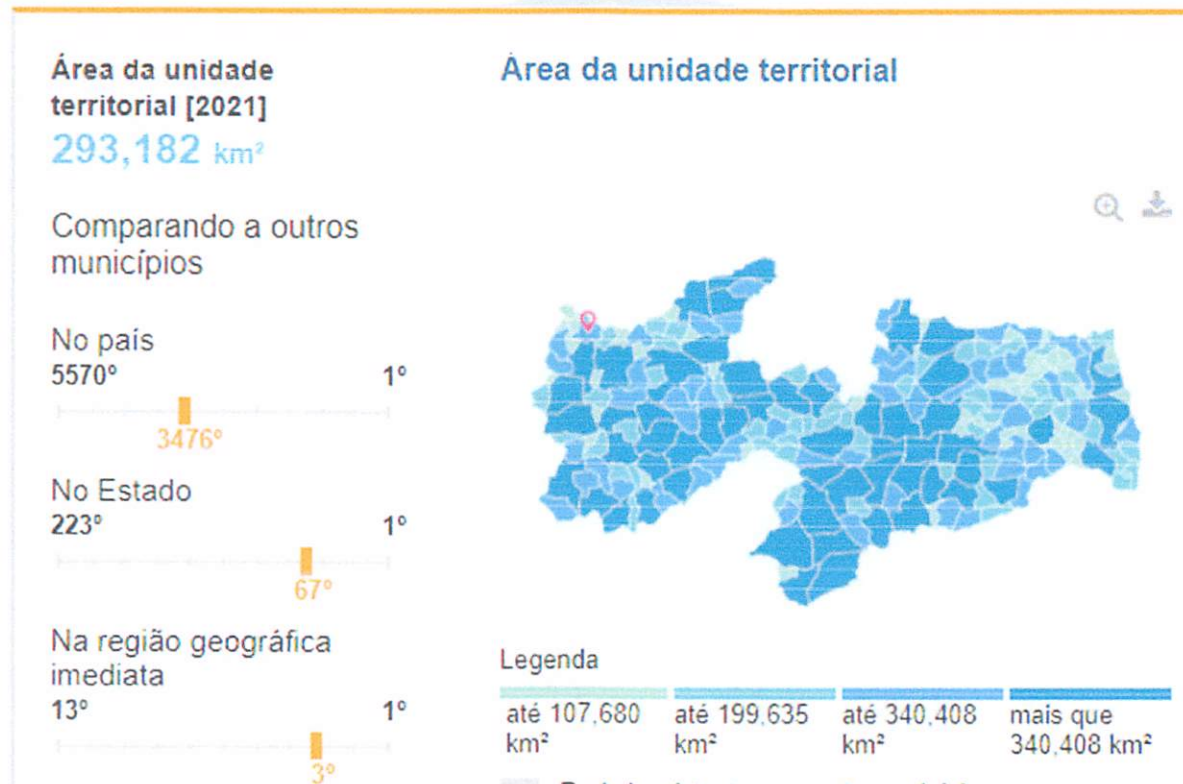 Área da unidade
territorial [2021]
293,182 km²
Comparando a outros
municípios
No país
5570° 1°
3476°
No Estado
223° 1°
67°
Na região geográfica
imediata
13° 1°
3°
Área da unidade territorial
Legenda
até 107,680
km²
até 199,635
km²
até 340,408
km²
mais que
340,408 km²